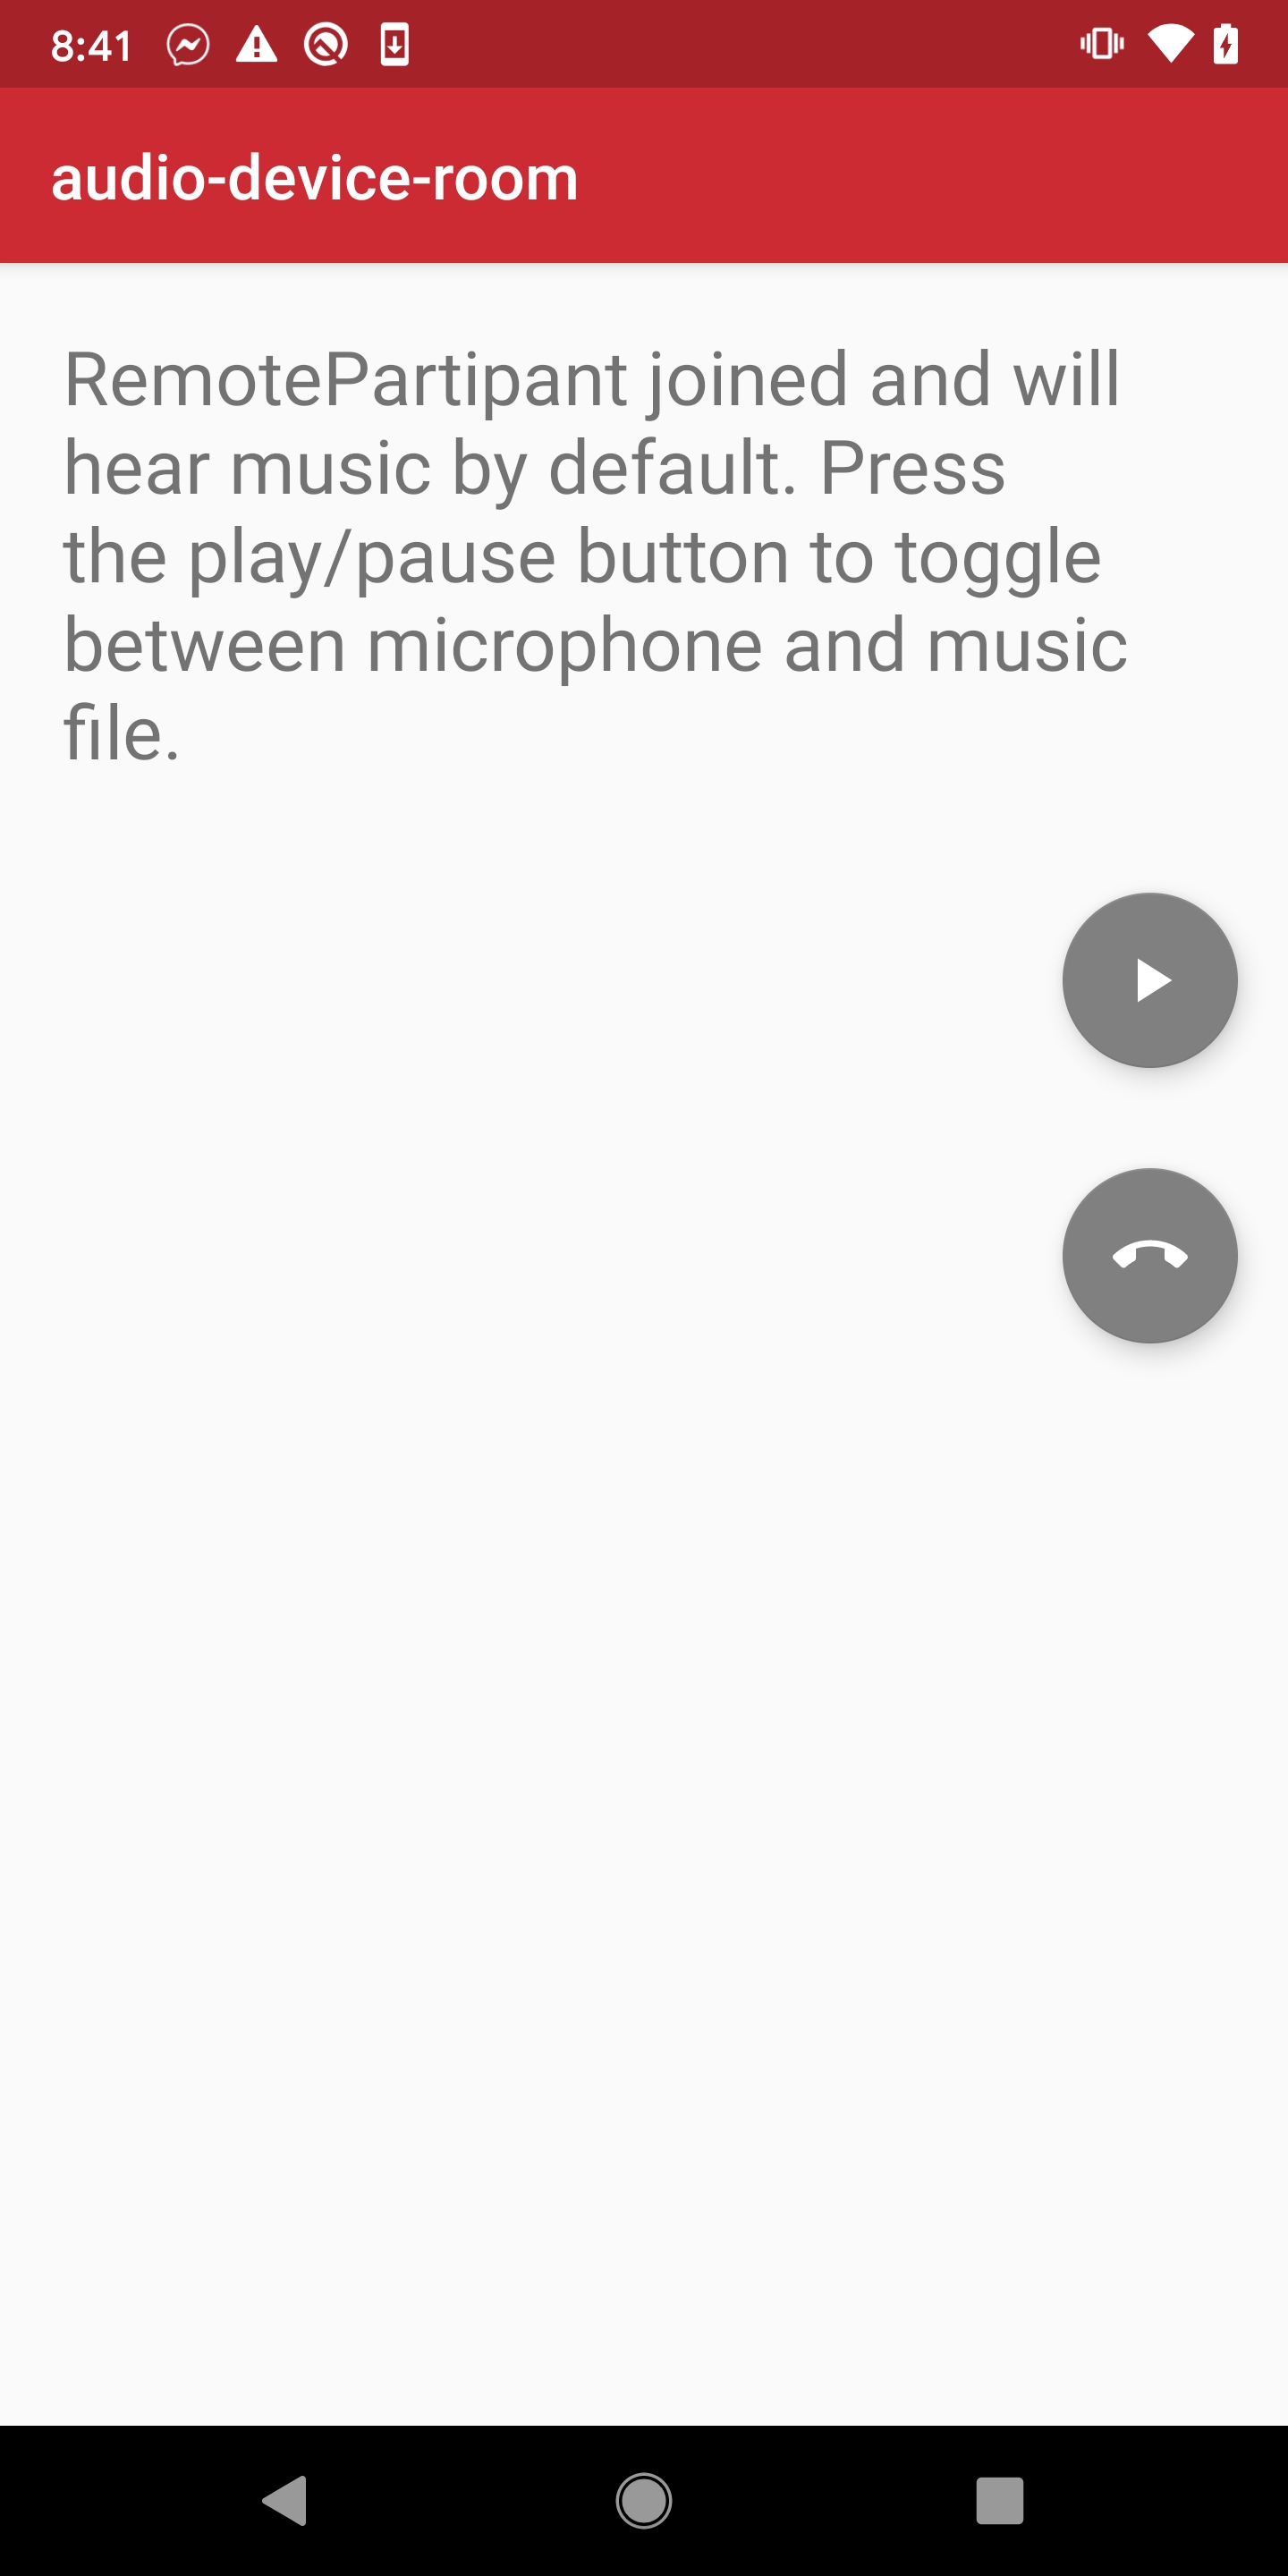 8:41
audio-device-room
RemotePartipant joined and will
hear music by default. Press
the play/pause button to toggle
between microphone and music
file.